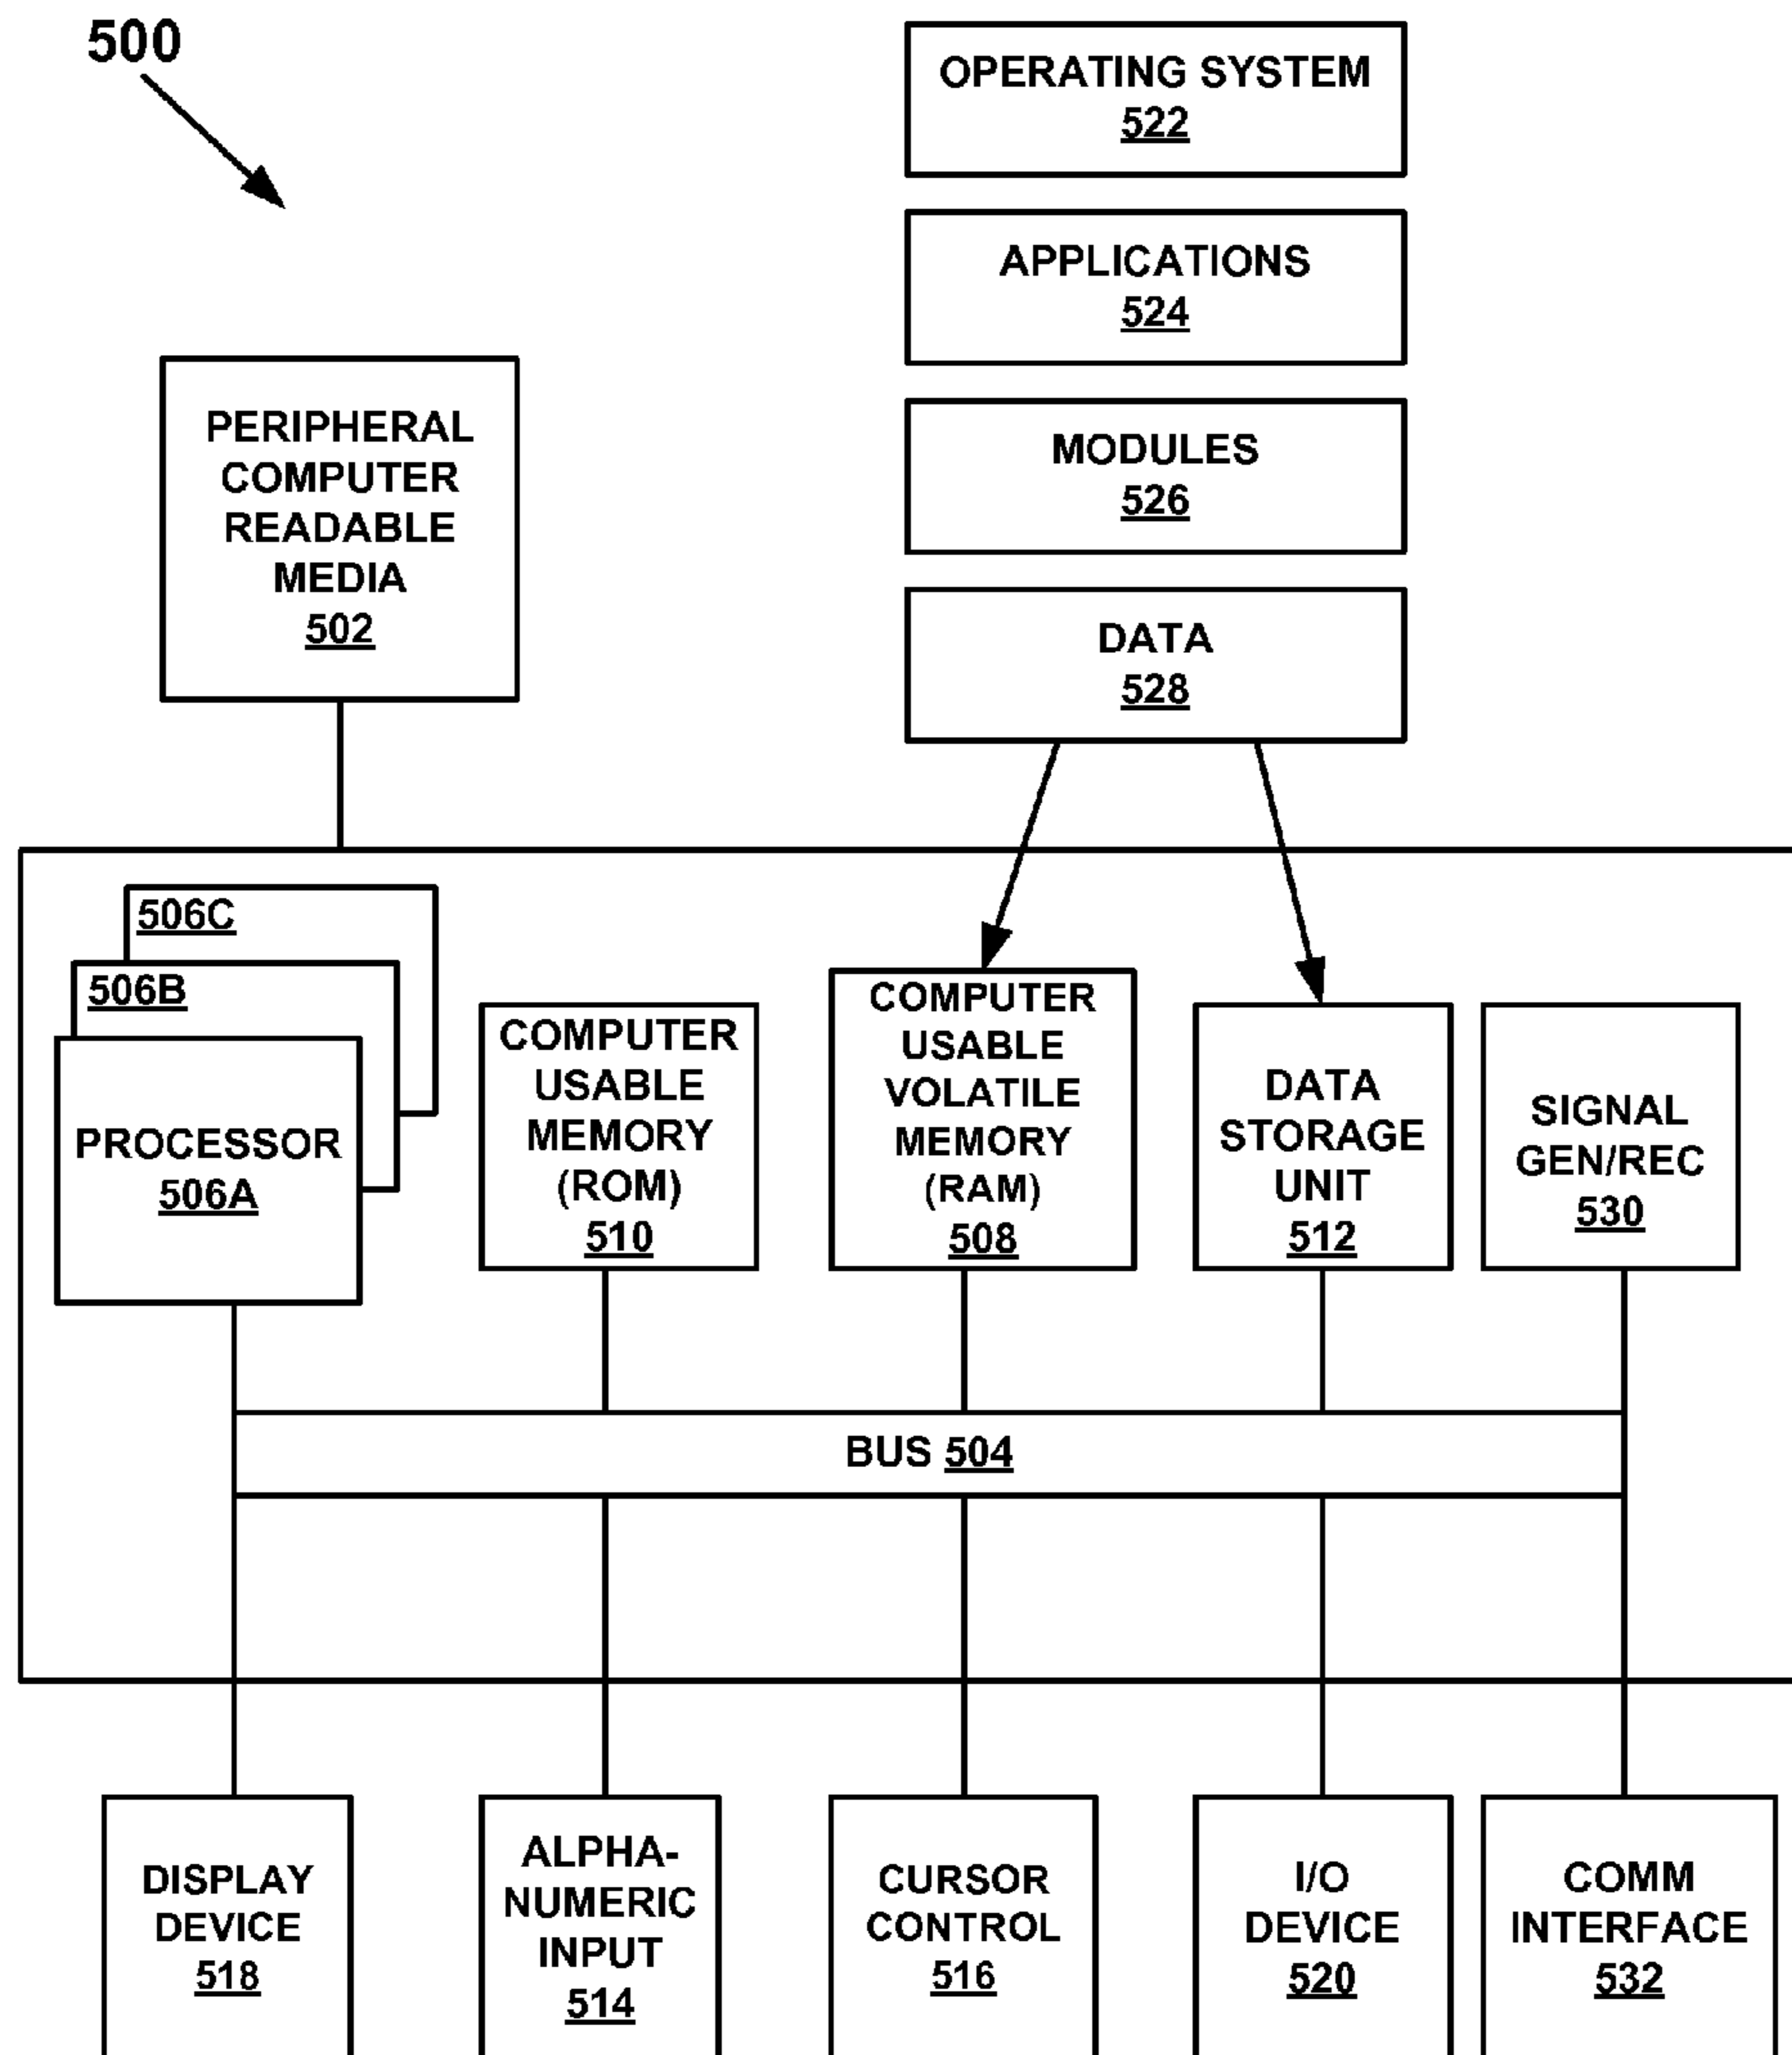 500
OPERATING SYSTEM
522
APPLICATIONS
524
MODULES
526
DATA
528
PERIPHERAL
COMPUTER
READABLE
MEDIA
502
506C
506B
PROCESSOR
506A
COMPUTER
USABLE
MEMORY
(ROM)
510
COMPUTER
USABLE
VOLATILE
MEMORY
(RAM)
508
DATA
STORAGE
UNIT
512
SIGNAL
GEN/REC
530
BUS 504
DISPLAY
DEVICE
518
ALPHA-
NUMERIC
INPUT
514
CURSOR
CONTROL
516
I/O
DEVICE
520
COMM
INTERFACE
532